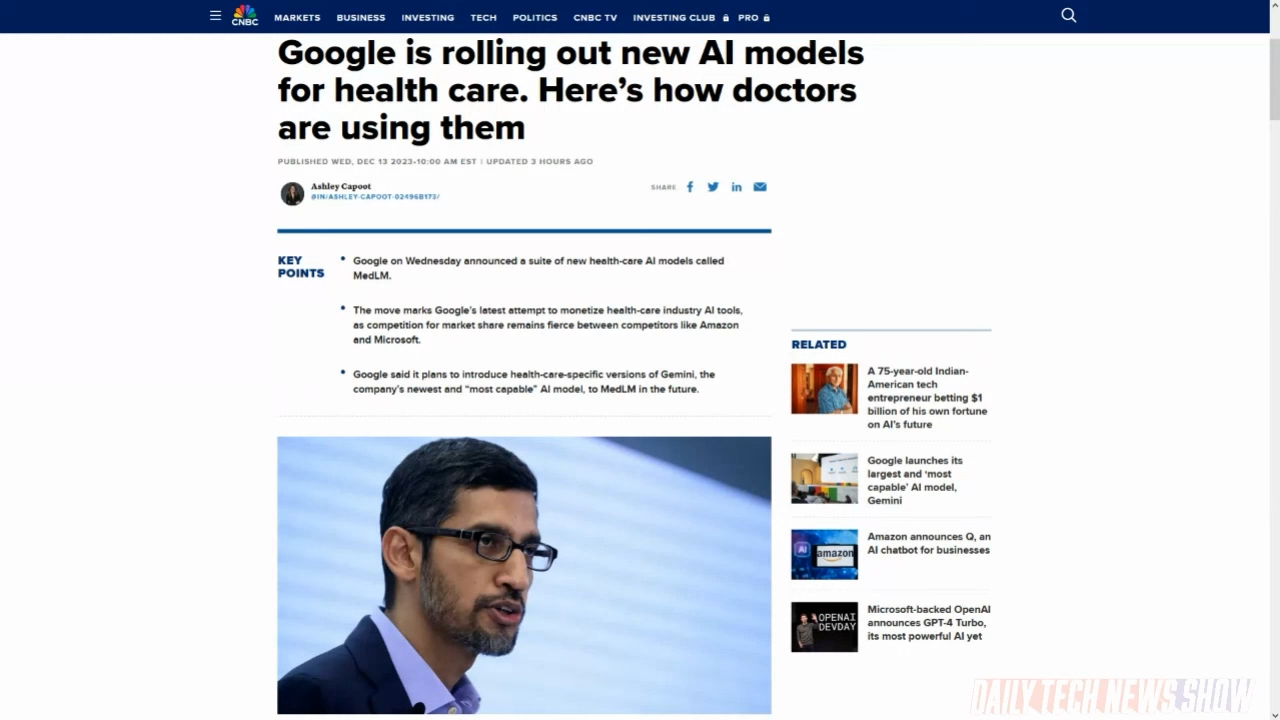 CNBC
MARKETS BUSINESS INVESTING TECH POLITICS CNBC TV INVESTING CLUB PRO
Google is rolling out new AI models
for health care. Here's how doctors
are using them
PUBLISHED WED, DEC 13 2023-10:00 AM EST | UPDATED 3 HOURS AGO
Ashley Capoot
@IN/ASHLEY-CAPOOT-02496B173/
SHARE
KEY
POINTS
Google on Wednesday announced a suite of new health-care AI models called
MedLM.
The move marks Google's latest attempt to monetize health-care industry AI tools,
as competition for market share remains fierce between competitors like Amazon
and Microsoft.
Google said it plans to introduce health-care-specific versions of Gemini, the
company's newest and “most capable” AI model, to MedLM in the future.
RELATED
A 75-year-old Indian-
American tech
entrepreneur betting $1
billion of his own fortune
on AI's future
Google launches its
largest and ‘most
capable’ AI model,
Gemini
AI
amazon
Amazon announces Q, an
AI chatbot for businesses
OPENAI
DEVDAY
Microsoft-backed OpenAI
announces GPT-4 Turbo,
its most powerful AI yet
DAILY TECH NEWS SHOW